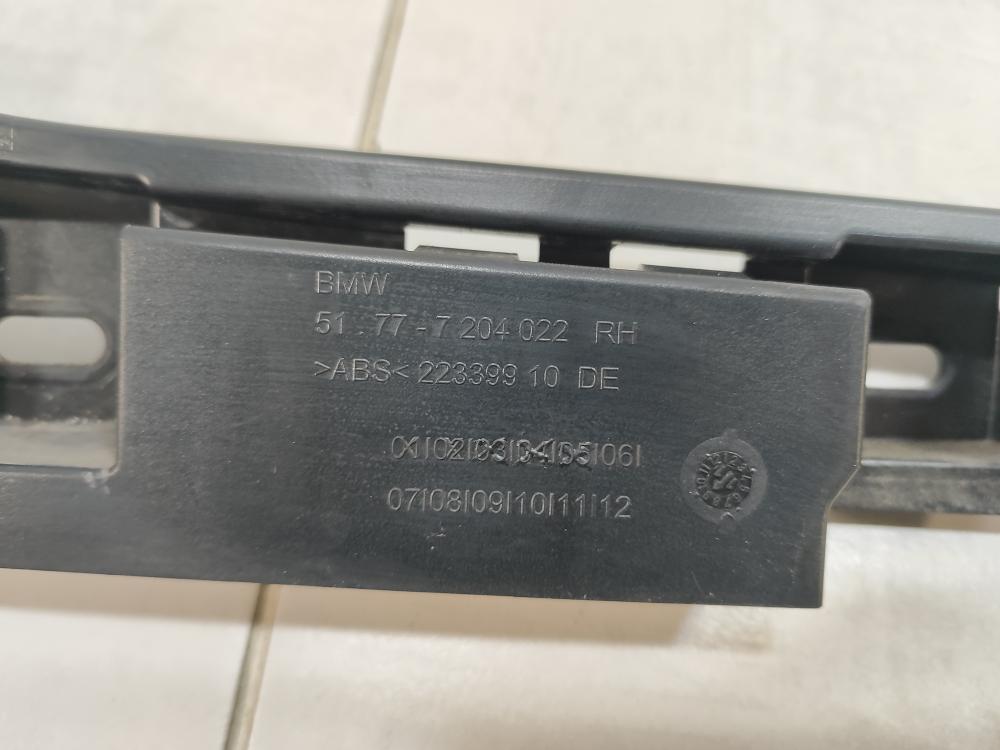 BMW
51 . 77 - 7 204 022 RH
>ABS< 223399 10 DE
01|02|03|04|05|06|
07|08|09|10|11|12